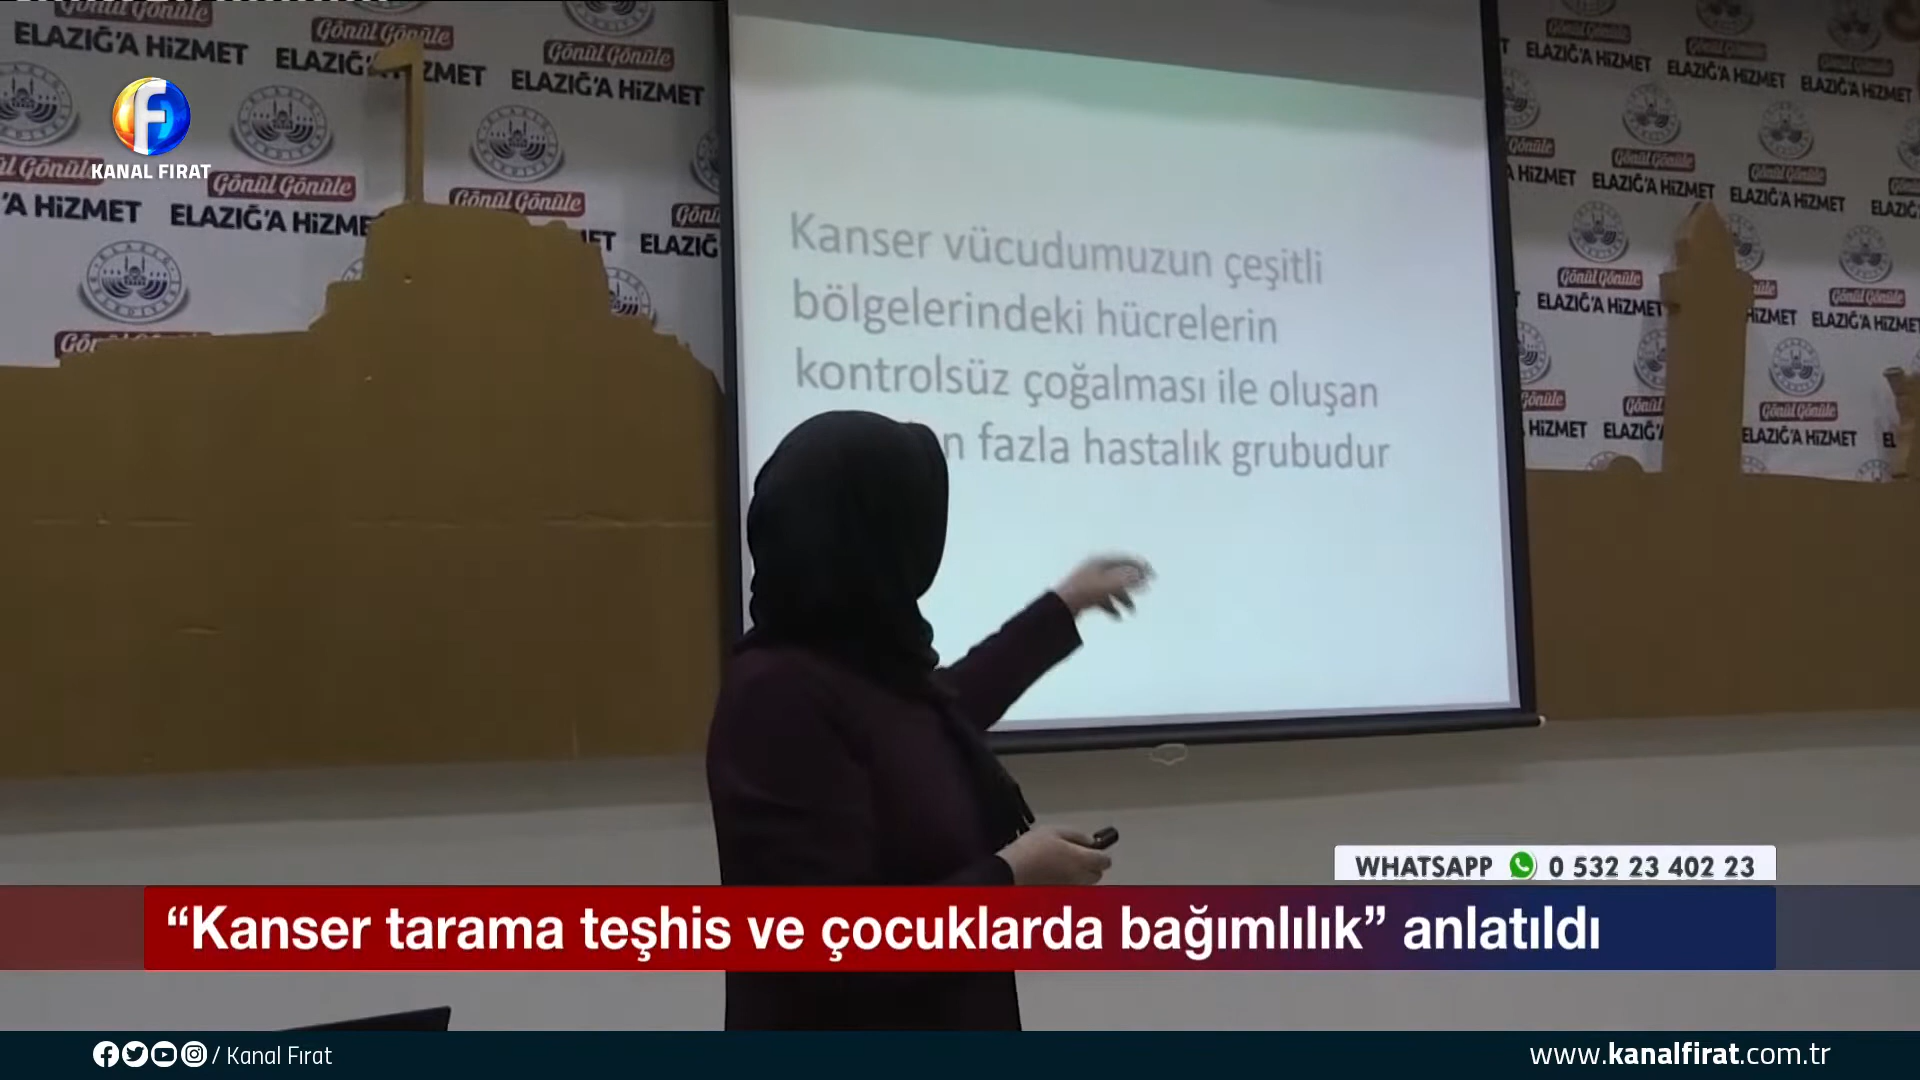 Gönül Gönüle
ELAZIĞ'A HİZMET
KANAL FIRAT
Kanser vücudumuzun çeşitli
bölgelerindeki hücrelerin
kontrolsüz çoğalması ile oluşan
fazla hastalık grubudur
WHATSAPP 0 532 23 402 23
“Kanser tarama teşhis ve çocuklarda bağımlılık” anlatıldı
/ Kanal Fırat
www.kanalfirat.com.tr